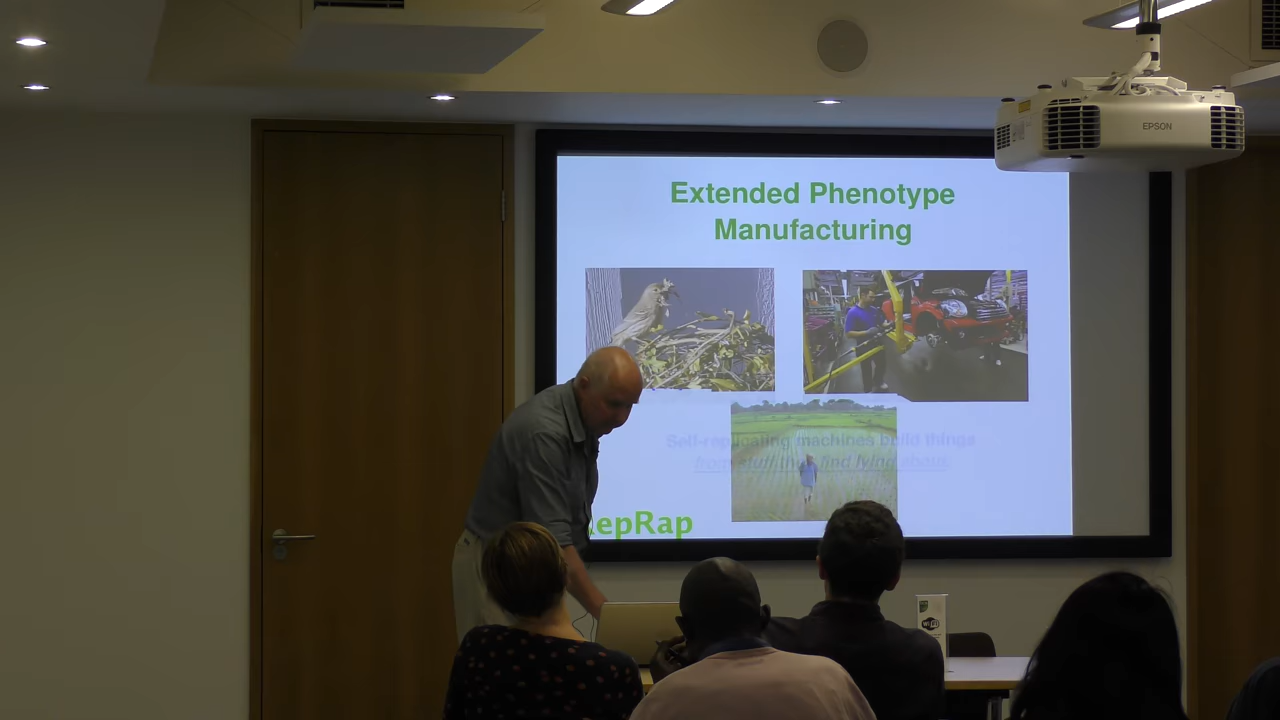 EPSON
Extended Phenotype
Manufacturing
Self-replicating machines build things
from stuff they find lying about.
epRap